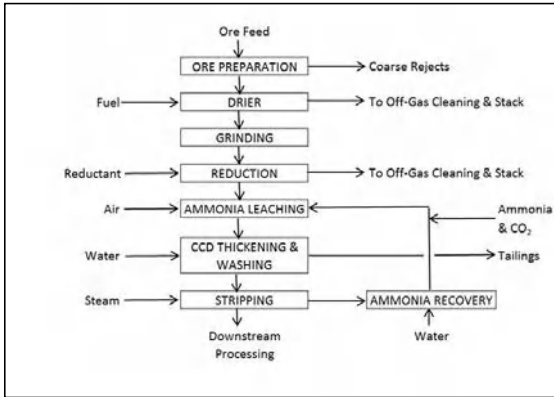 Ore Feed
ORE PREPARATION
Coarse Rejects
Fuel
DRIER
To Off-Gas Cleaning & Stack
GRINDING
Reductant
REDUCTION
To Off-Gas Cleaning & Stack
Air
AMMONIA LEACHING
Ammonia
& CO₂
Water
CCD THICKENING &
WASHING
Tailings
Steam
STRIPPING
AMMONIA RECOVERY
Downstream
Processing
Water